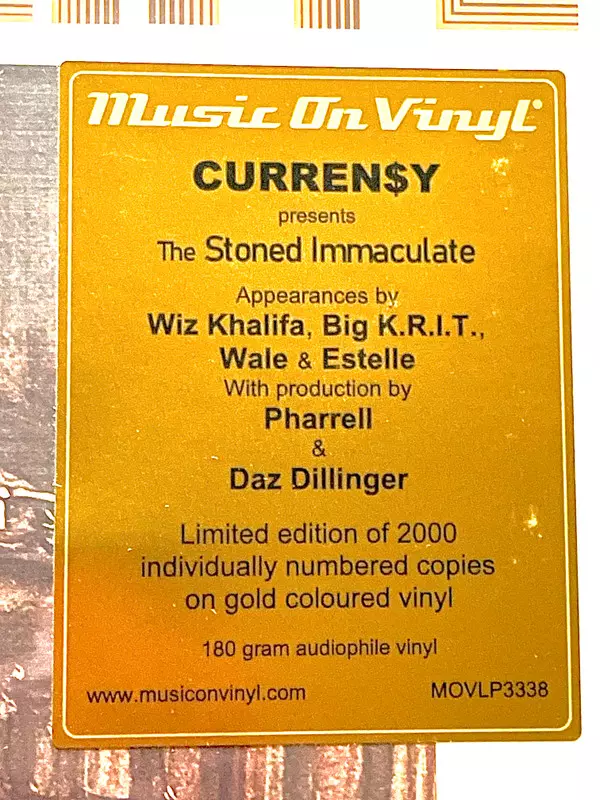 Music On Vinyl®
CURREN$Y
presents
The Stoned Immaculate
Appearances by
Wiz Khalifa, Big K.R.I.T.,
Wale & Estelle
With production by
Pharrell
&
Daz Dillinger
Limited edition of 2000
individually numbered copies
on gold coloured vinyl
180 gram audiophile vinyl
www.musiconvinyl.com MOVLP3338